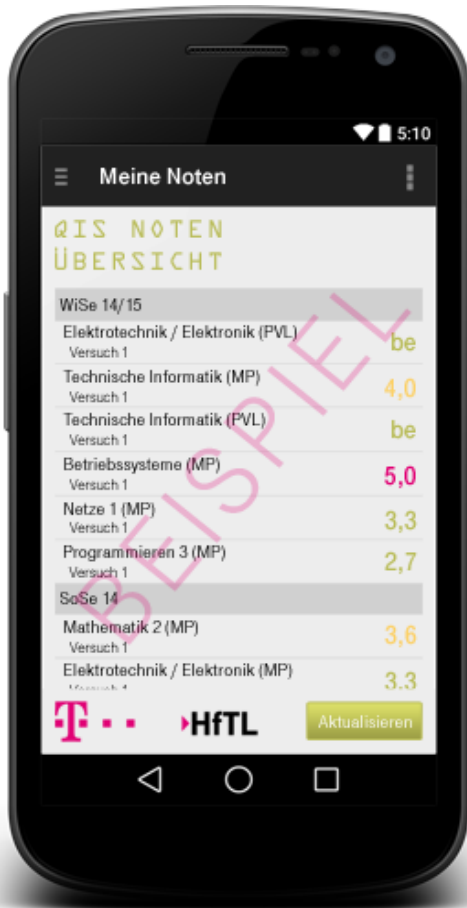 5:10
Meine Noten
QIS NOTEN
ÜBERSICHT
WiSe 14/15
Elektrotechnik / Elektronik (PVL)
Versuch 1
be
Technische Informatik (MP)
Versuch 1
4,0
Technische Informatik (PVL)
Versuch 1
be
Betriebssysteme (MP)
Versuch 1
5,0
Netze 1 (MP)
Versuch 1
3,3
Programmieren 3 (MP)
Versuch 1
2,7
SoSe 14
Mathematik 2 (MP)
Versuch 1
3,6
Elektrotechnik / Elektronik (MP)
3,3
BEISPIEL
T
HfTL
Aktualisieren